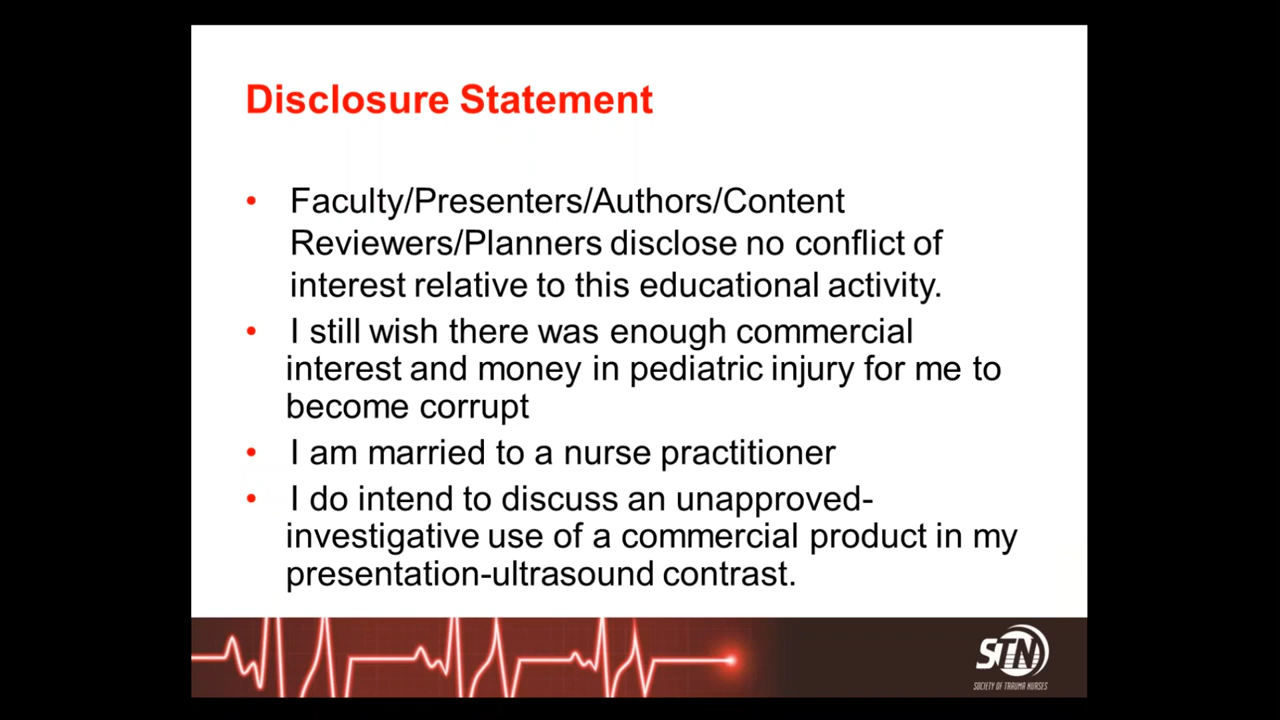 Disclosure Statement
• Faculty/Presenters/Authors/Content
Reviewers/Planners disclose no conflict of
interest relative to this educational activity.
• I still wish there was enough commercial
interest and money in pediatric injury for me to
become corrupt
• I am married to a nurse practitioner
• I do intend to discuss an unapproved-
investigative use of a commercial product in my
presentation-ultrasound contrast.
STN
SOCIETY OF TRAUMA NURSES